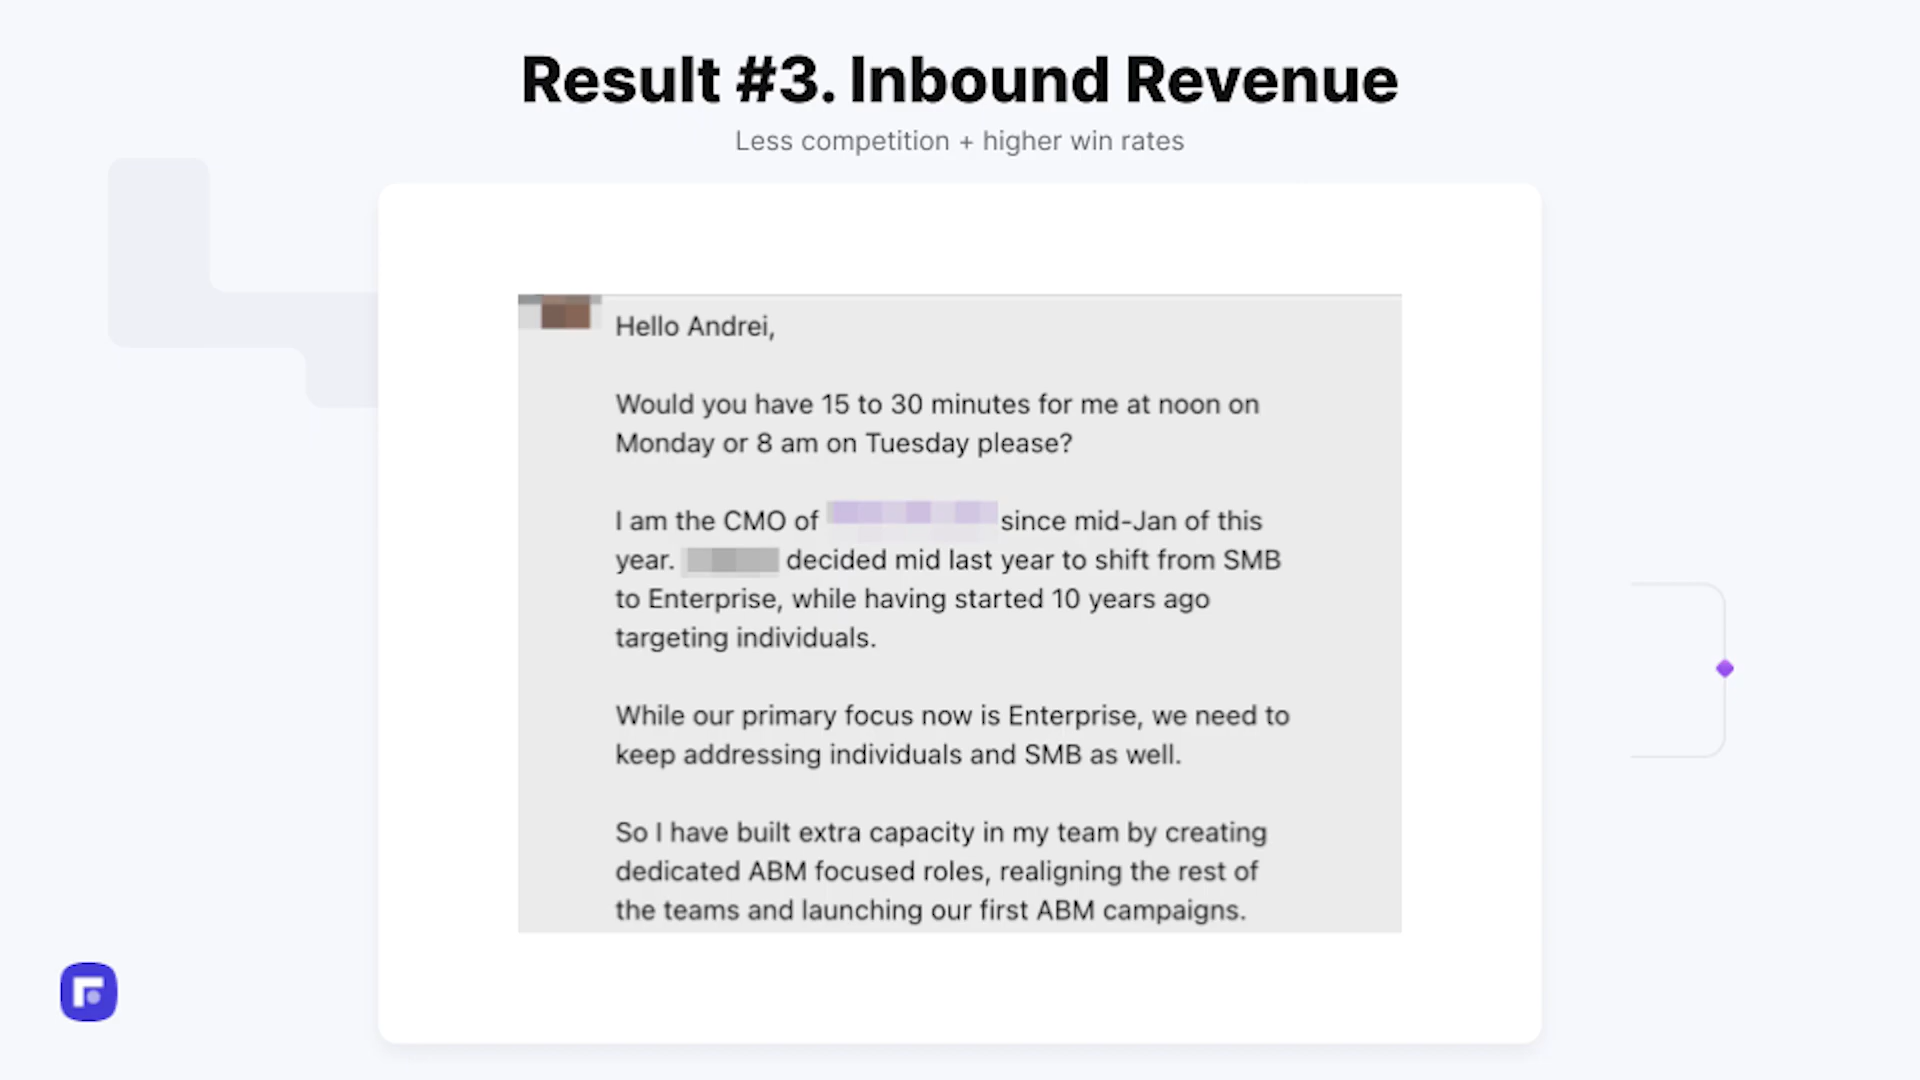 Result #3. Inbound Revenue
Less competition + higher win rates
Hello Andrei,
Would you have 15 to 30 minutes for me at noon on
Monday or 8 am on Tuesday please?
I am the CMO of since mid-Jan of this
year. decided mid last year to shift from SMB
to Enterprise, while having started 10 years ago
targeting individuals.
While our primary focus now is Enterprise, we need to
keep addressing individuals and SMB as well.
So I have built extra capacity in my team by creating
dedicated ABM focused roles, realigning the rest of
the teams and launching our first ABM campaigns.